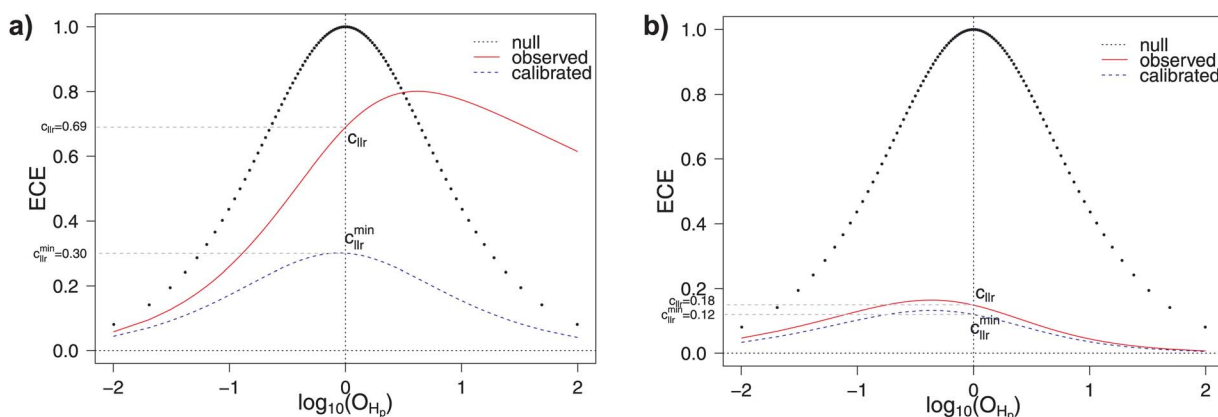 a)
1.0
0.8
0.6
0.4
0.2
0.0
ECE
c_llr=0.69
c_llr^min=0.30
c_llr
c_llr^min
null
observed
calibrated
−2
−1
0
1
2
log10(O_Hp)
b)
1.0
0.8
0.6
0.4
0.2
0.0
ECE
c_llr=0.18
c_llr^min=0.12
c_llr
c_llr^min
null
observed
calibrated
−2
−1
0
1
2
log10(O_Hp)